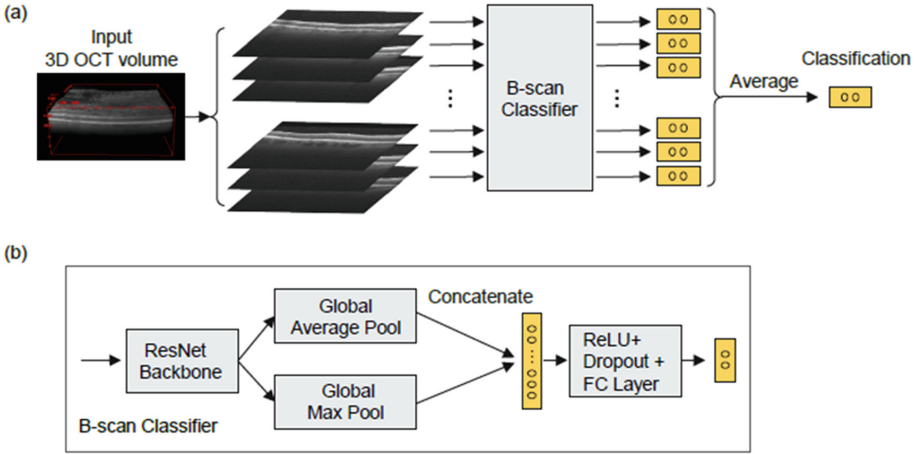 (a)
Input
3D OCT volume
B-scan
Classifier
Average
Classification
(b)
Global
Average Pool
Concatenate
ResNet
Backbone
ReLU+
Dropout +
FC Layer
Global
Max Pool
B-scan Classifier